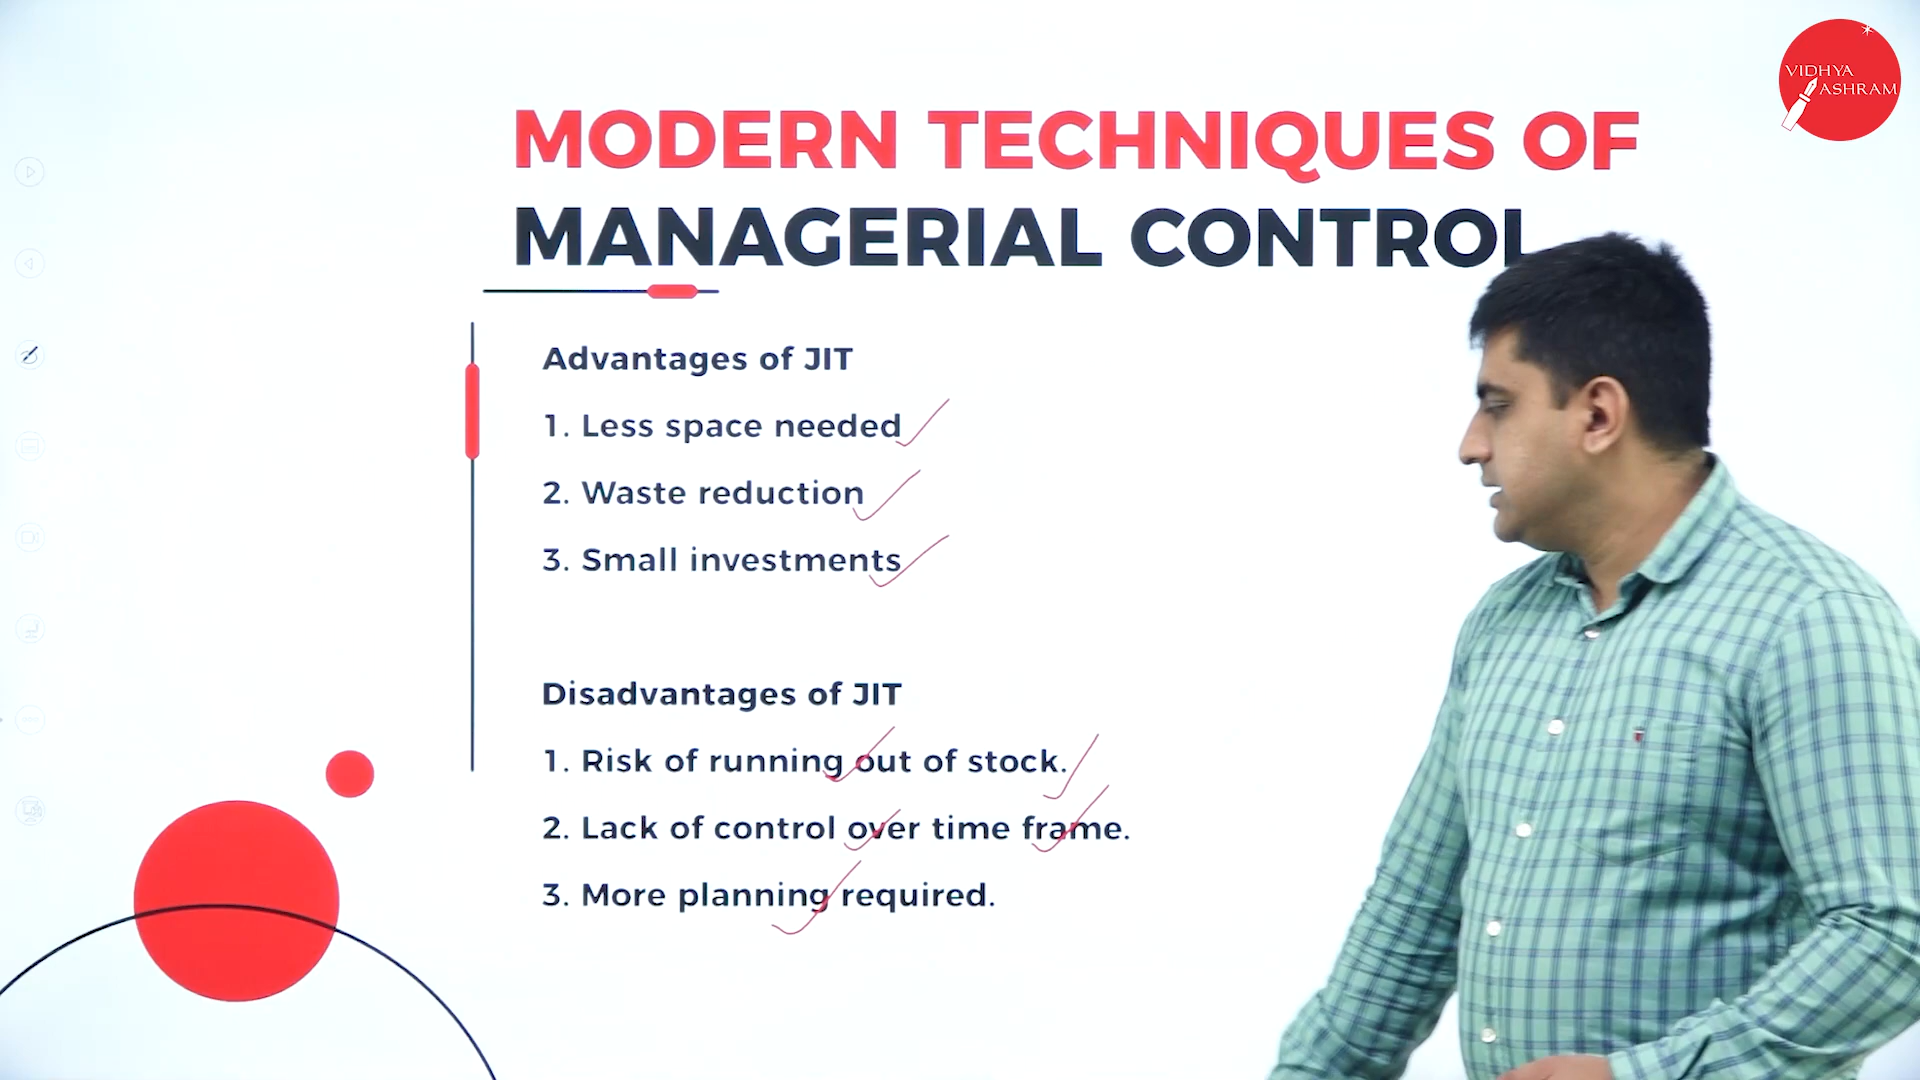 VIDHYA
ASHRAM
MODERN TECHNIQUES OF
MANAGERIAL CONTROL
Advantages of JIT
1. Less space needed
2. Waste reduction
3. Small investments
Disadvantages of JIT
1. Risk of running out of stock.
2. Lack of control over time frame.
3. More planning required.